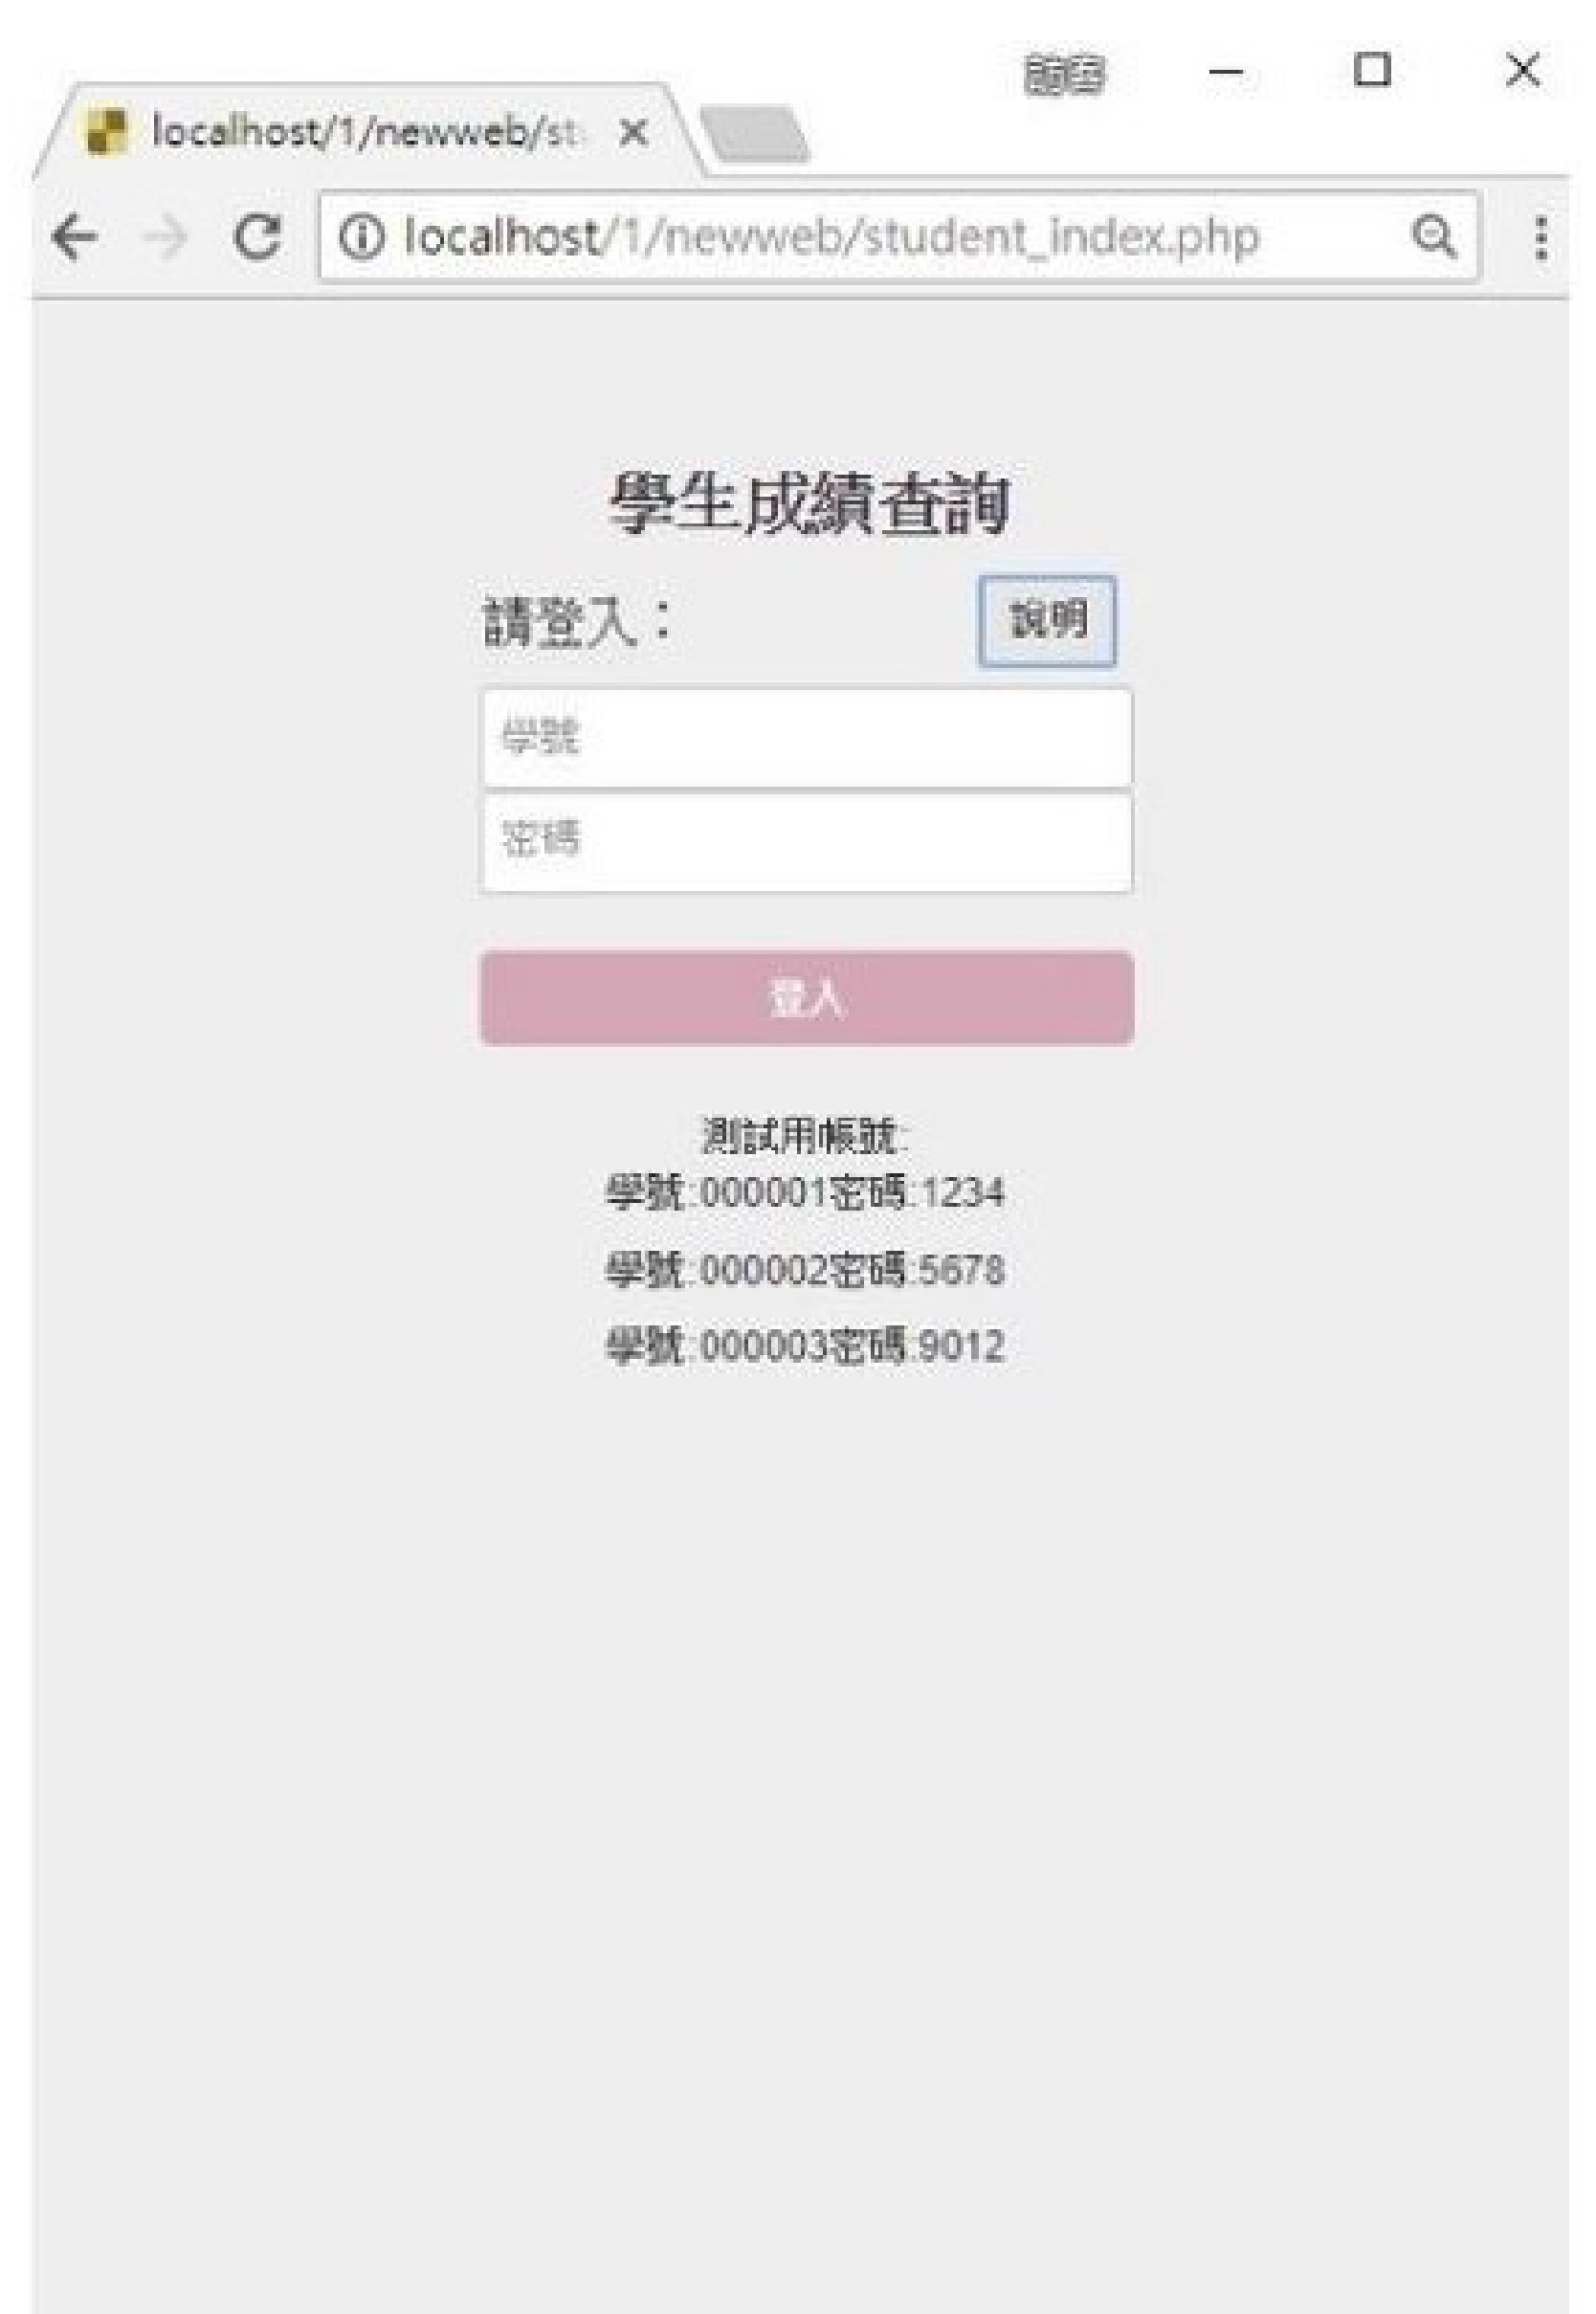 訪客
localhost/1/newweb/st
localhost/1/newweb/student_index.php
學生成績查詢
請登入：
說明
學號
密碼
登入
測試用帳號:
學號:000001密碼:1234
學號:000002密碼:5678
學號:000003密碼:9012